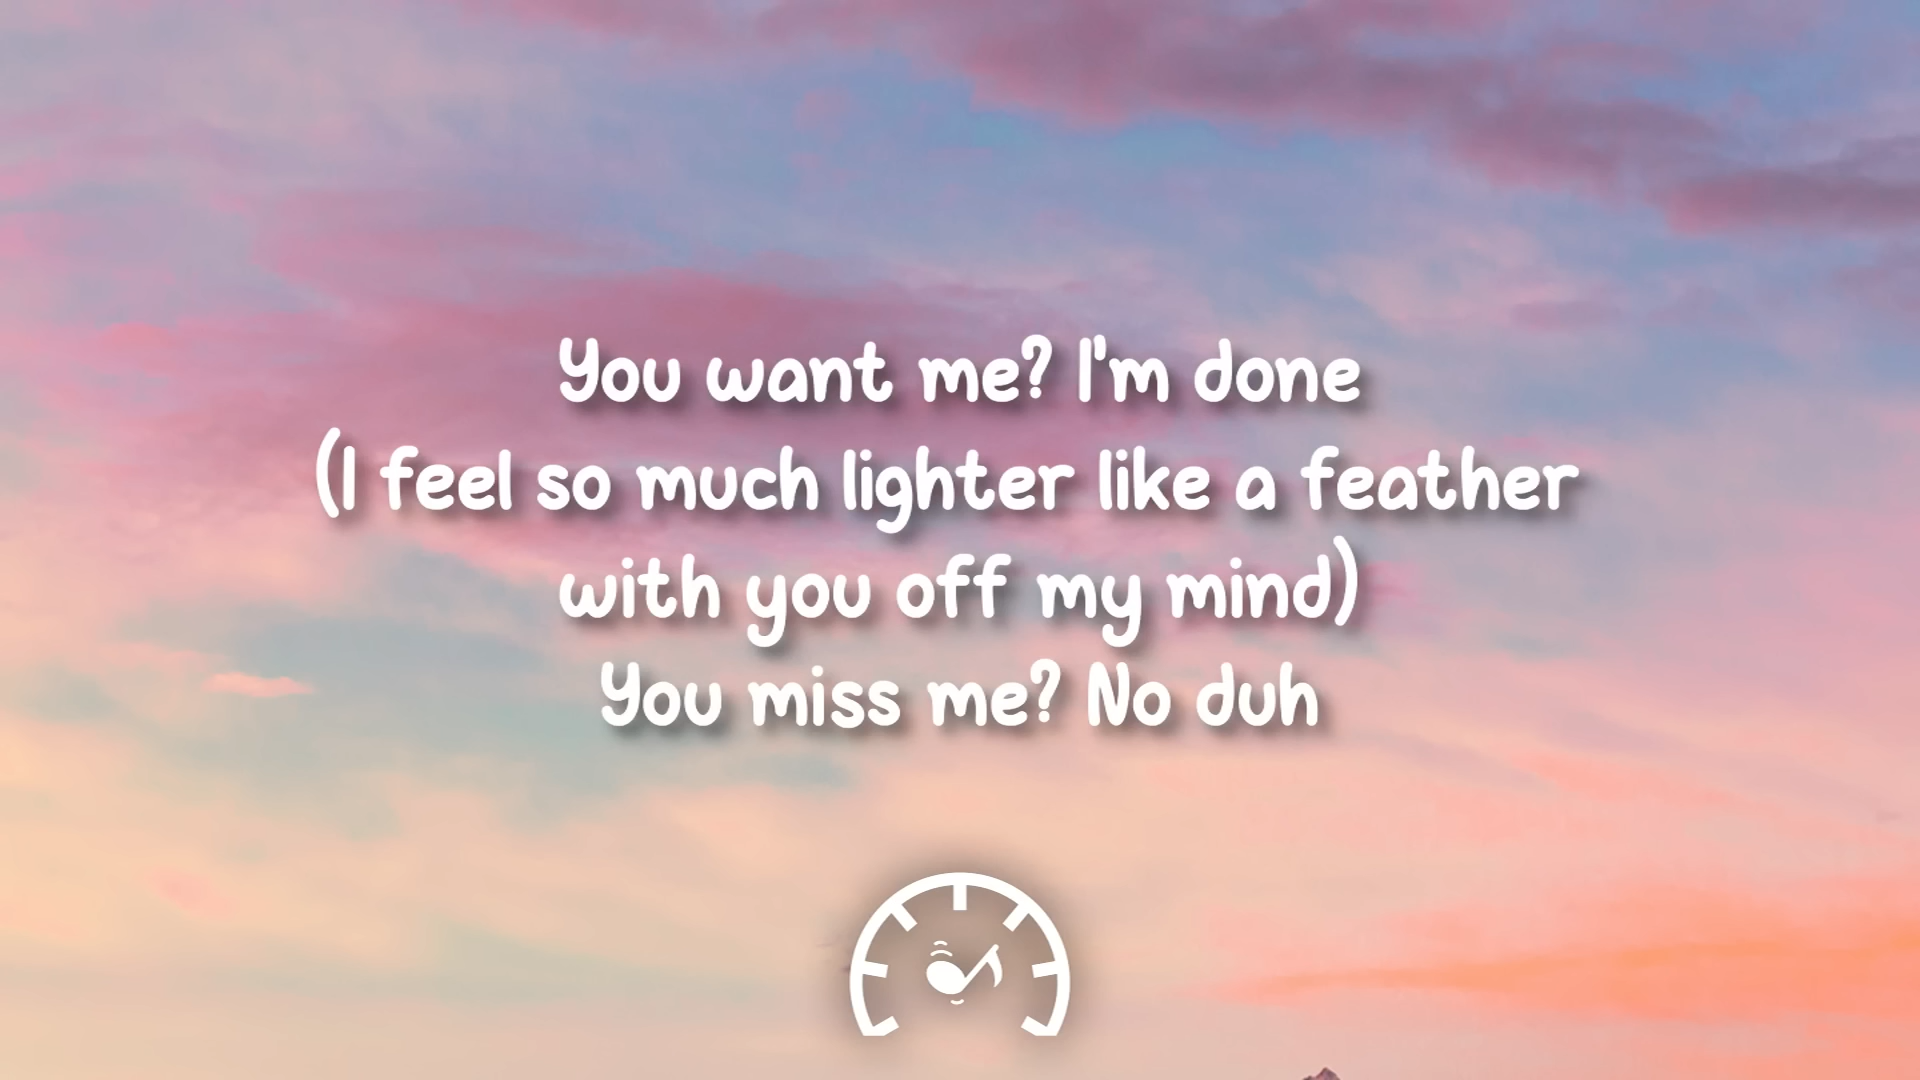 You want me? I'm done
(I feel so much lighter like a feather
with you off my mind)
You miss me? No duh